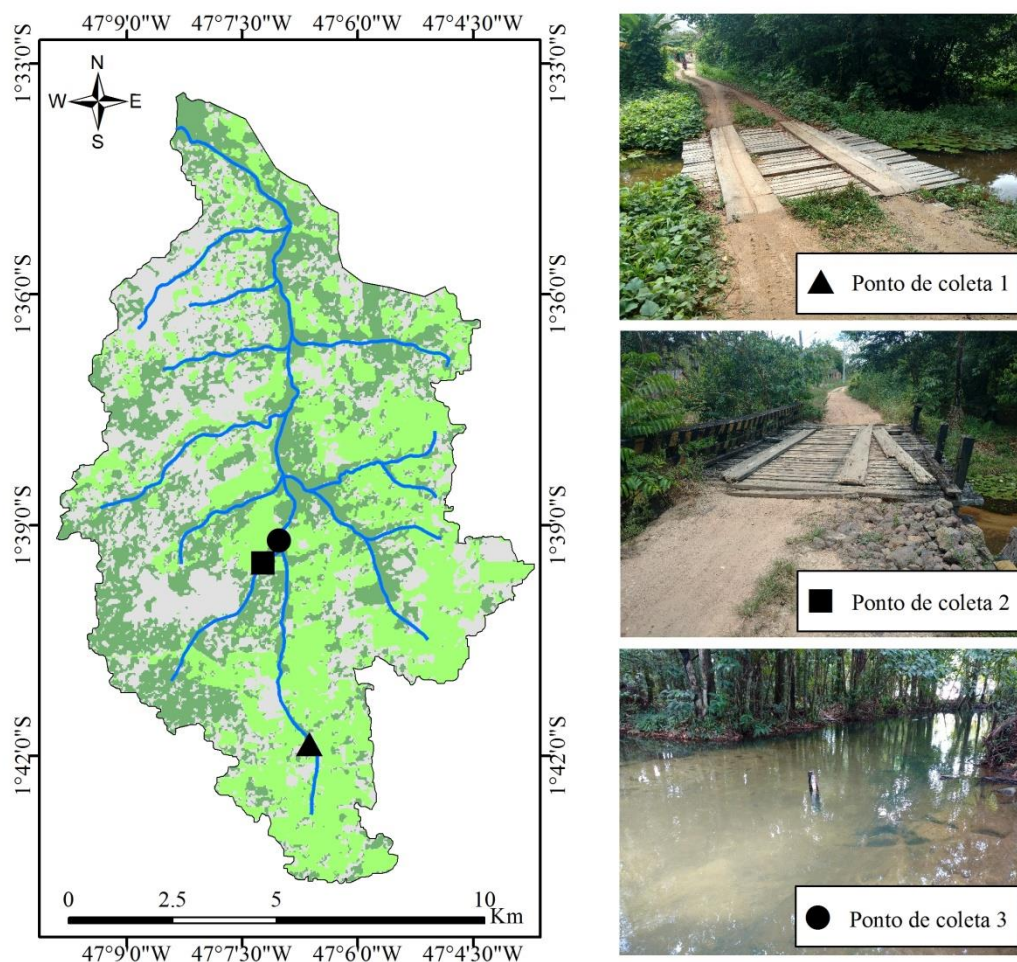 47°9'0"W 47°7'30"W 47°6'0"W 47°4'30"W
1°33'0"S
1°33'0"S
N
W E
S
1°36'0"S
1°36'0"S
1°39'0"S
1°39'0"S
1°42'0"S
1°42'0"S
0 2.5 5 10
Km
47°9'0"W 47°7'30"W 47°6'0"W 47°4'30"W
Ponto de coleta 1
Ponto de coleta 2
Ponto de coleta 3